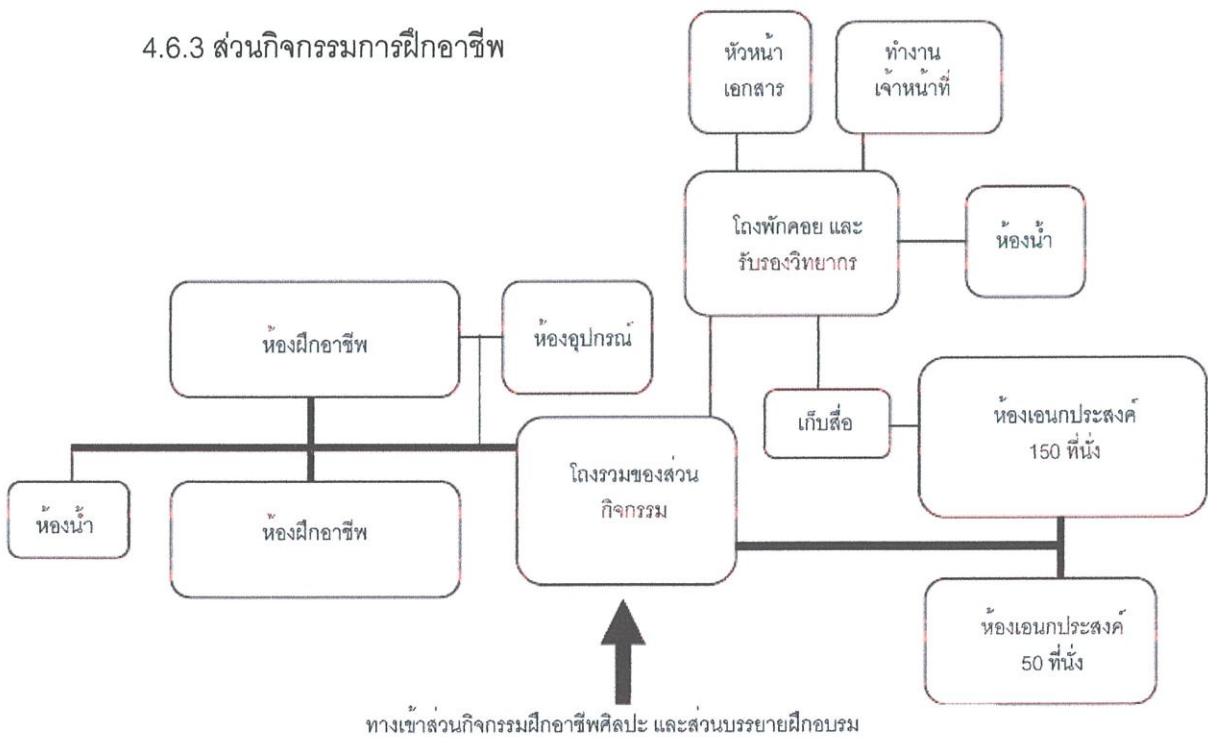 4.6.3 ส่วนกิจกรรมการฝึกอาชีพ
หัวหน้า
เอกสาร
ทำงาน
เจ้าหน้าที่
โถงพักคอย และ
รับรองวิทยากร
ห้องน้ำ
ห้องฝึกอาชีพ
ห้องอุปกรณ์
เก็บสื่อ
ห้องเอนกประสงค์
150 ที่นั่ง
โถงรวมของส่วน
กิจกรรม
ห้องน้ำ
ห้องฝึกอาชีพ
ห้องเอนกประสงค์
50 ที่นั่ง
ทางเข้าส่วนกิจกรรมฝึกอาชีพศิลปะ และส่วนบรรยายฝึกอบรม